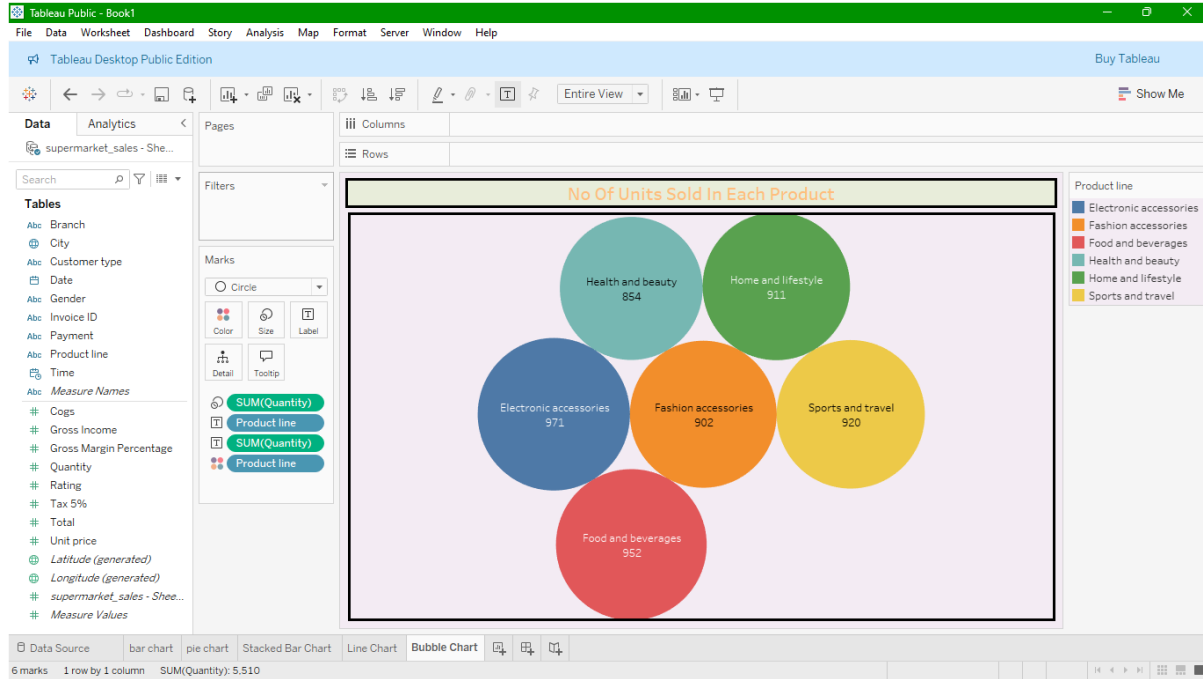 Tableau Public - Book1
File Data Worksheet Dashboard Story Analysis Map Format Server Window Help
Tableau Desktop Public Edition
Buy Tableau
Entire View
Show Me
Data
Analytics
supermarket_sales - She...
Search
Tables
Abc Branch
City
Abc Customer type
Date
Abc Gender
Abc Invoice ID
Abc Payment
Abc Product line
Time
Abc Measure Names
# Cogs
# Gross Income
# Gross Margin Percentage
# Quantity
# Rating
# Tax 5%
# Total
# Unit price
Latitude (generated)
Longitude (generated)
# supermarket_sales - Shee...
# Measure Values
Pages
Filters
Marks
Circle
Color Size Label
Detail Tooltip
SUM(Quantity)
Product line
SUM(Quantity)
Product line
Columns
Rows
No Of Units Sold In Each Product
Health and beauty
854
Home and lifestyle
911
Electronic accessories
971
Fashion accessories
902
Sports and travel
920
Food and beverages
952
Product line
Electronic accessories
Fashion accessories
Food and beverages
Health and beauty
Home and lifestyle
Sports and travel
Data Source bar chart pie chart Stacked Bar Chart Line Chart Bubble Chart
6 marks 1 row by 1 column SUM(Quantity): 5,510